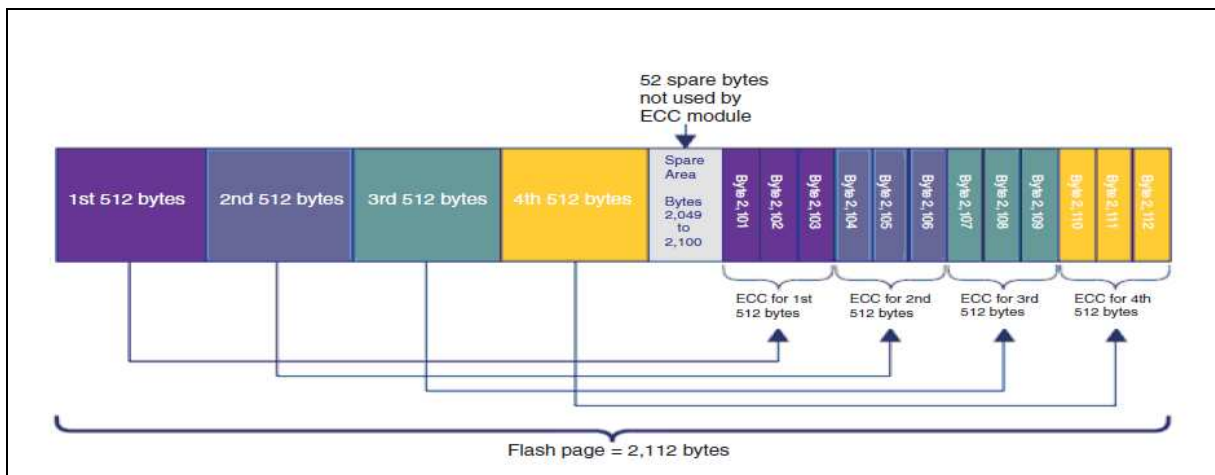 52 spare bytes
not used by
ECC module
1st 512 bytes
2nd 512 bytes
3rd 512 bytes
4th 512 bytes
Spare
Area
Bytes
2,049
to
2,100
Byte 2,101
Byte 2,102
Byte 2,103
Byte 2,104
Byte 2,105
Byte 2,106
Byte 2,107
Byte 2,108
Byte 2,109
Byte 2,110
Byte 2,111
Byte 2,112
ECC for 1st
512 bytes
ECC for 2nd
512 bytes
ECC for 3rd
512 bytes
ECC for 4th
512 bytes
Flash page = 2,112 bytes